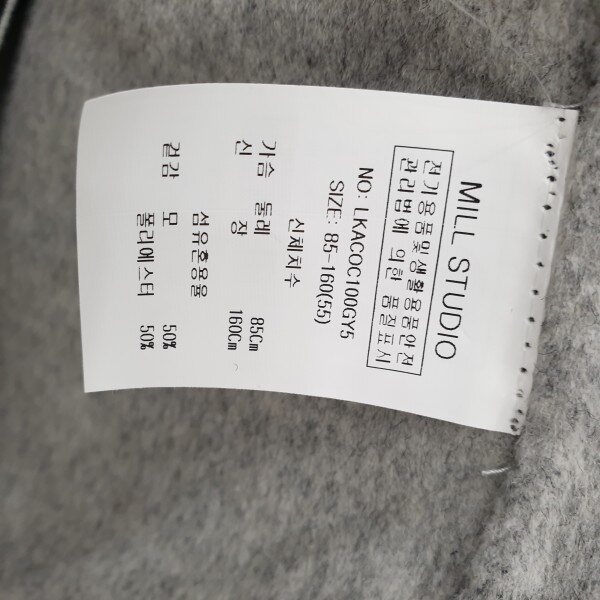 MILL STUDIO
전기용품및생활용품안전
관리법에 의한 품질표시
NO: LKACOC100GY5
SIZE: 85-160(55)
신체치수
가슴 둘레 85Cm
신 장 160Cm
섬유혼용율
겉감 모 50%
폴리에스터 50%